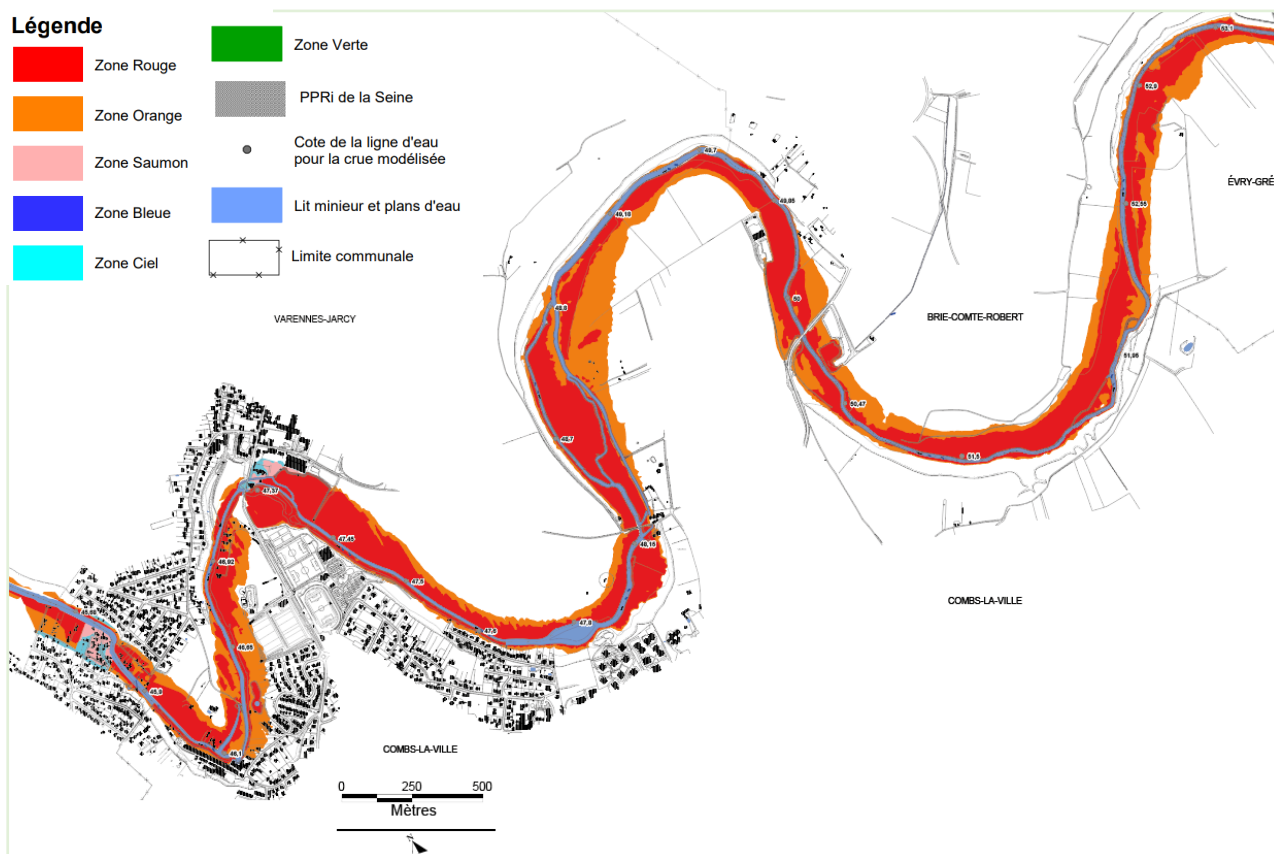 Légende
Zone Rouge
Zone Orange
Zone Saumon
Zone Bleue
Zone Ciel
Zone Verte
PPRi de la Seine
Cote de la ligne d'eau
pour la crue modélisée
Lit minieur et plans d'eau
Limite communale
VARENNES-JARCY
BRIE-COMTE-ROBERT
ÉVRY-GRÉ
COMBS-LA-VILLE
COMBS-LA-VILLE
53,1
52,9
52,55
51,95
51,5
50,47
50
49,85
49,7
49,18
48,8
48,7
48,15
47,8
47,6
47,5
47,45
47,37
46,92
46,65
46,1
45,9
0
250
500
Mètres